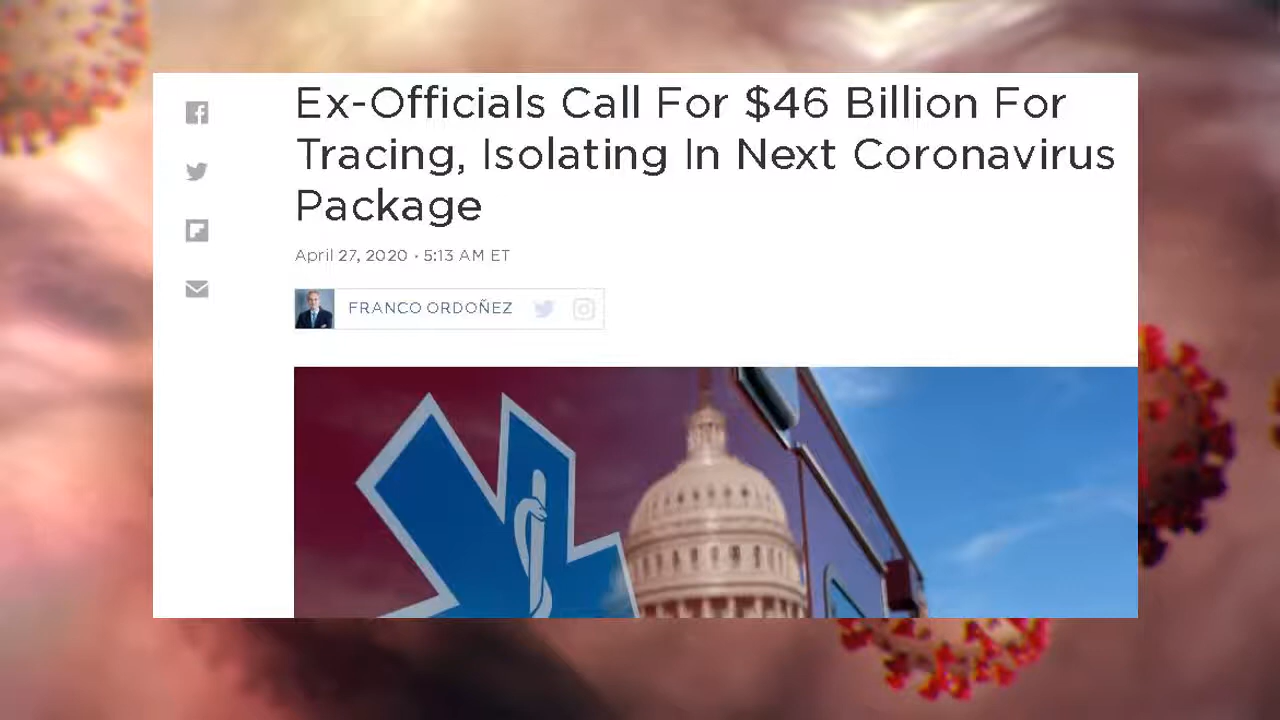 Ex-Officials Call For $46 Billion For
Tracing, Isolating In Next Coronavirus
Package
April 27, 2020 · 5:13 AM ET
FRANCO ORDOÑEZ